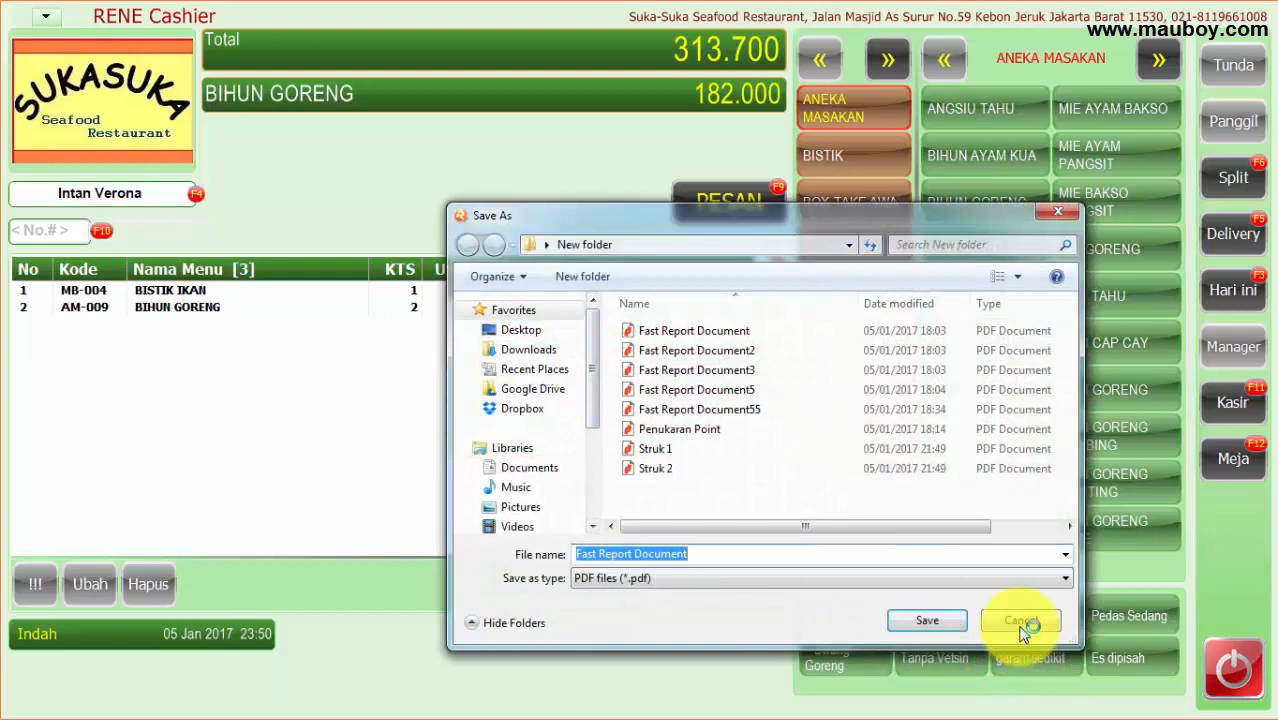 RENE Cashier
Suka-Suka Seafood Restaurant, Jalan Masjid As Surur No.59 Kebon Jeruk Jakarta Barat 11530, 021-8119661008
www.mauboy.com
SUKASUKA
Seafood
Restaurant
Total 313.700
BIHUN GORENG 182.000
« » « ANEKA MASAKAN »
Tunda
ANEKA MASAKAN
ANGSIU TAHU
MIE AYAM BAKSO
Panggil
BISTIK
BIHUN AYAM KUA
MIE AYAM PANGSIT
Split F6
Intan Verona F4
PESAN F9
BOX TAKE AWA
BIHUN GORENG
MIE BAKSO
SIT
< No.# > F10
Delivery F5
GORENG
Hari ini F3
TAHU
Manager
CAP CAY
Kasir F11
GORENG
Meja F12
GORENG
BING
GORENG
TING
GORENG
No Kode Nama Menu [3] KTS U
1 MB-004 BISTIK IKAN 1
2 AM-009 BIHUN GORENG 2
Save As
New folder
Search New folder
Organize New folder
Favorites
Desktop
Downloads
Recent Places
Google Drive
Dropbox
Libraries
Documents
Music
Pictures
Videos
Name Date modified Type
Fast Report Document 05/01/2017 18:03 PDF Document
Fast Report Document2 05/01/2017 18:03 PDF Document
Fast Report Document3 05/01/2017 18:03 PDF Document
Fast Report Document5 05/01/2017 18:04 PDF Document
Fast Report Document55 05/01/2017 18:34 PDF Document
Penukaran Point 05/01/2017 18:14 PDF Document
Struk 1 05/01/2017 21:49 PDF Document
Struk 2 05/01/2017 21:49 PDF Document
File name: Fast Report Document
Save as type: PDF files (*.pdf)
Hide Folders
Save
Cancel
!!! Ubah Hapus
Indah 05 Jan 2017 23:50
Pedas Sedang
Goreng
Tanpa Vetsin
garam sedikit
Es dipisah